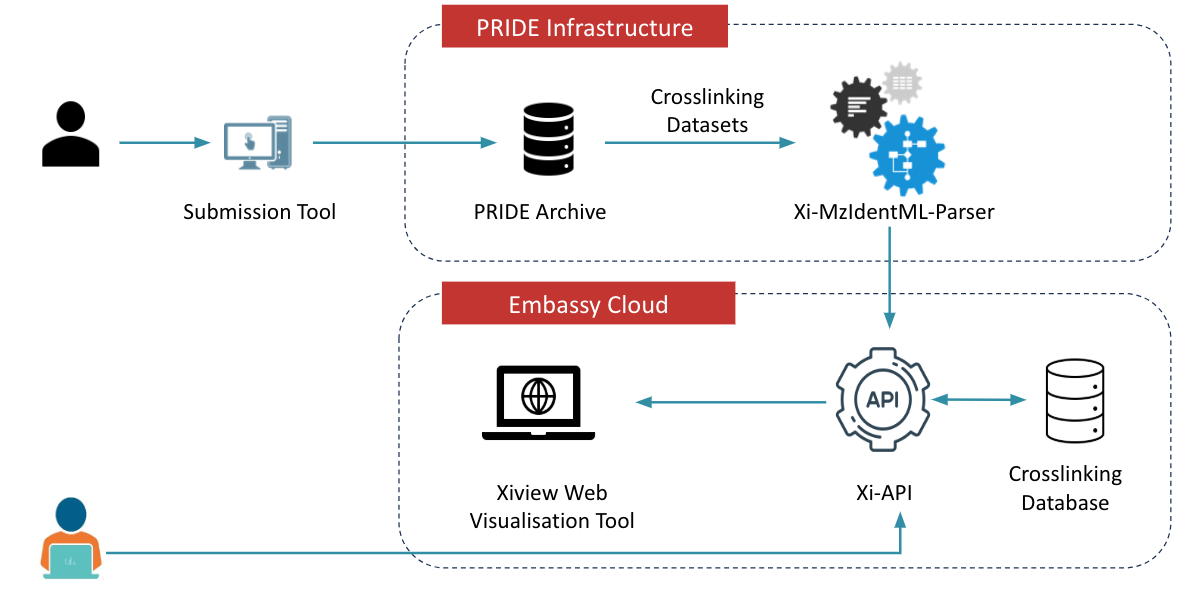 PRIDE Infrastructure
Crosslinking
Datasets
Submission Tool
PRIDE Archive
Xi-MzIdentML-Parser
Embassy Cloud
API
Xiview Web
Visualisation Tool
Xi-API
Crosslinking
Database